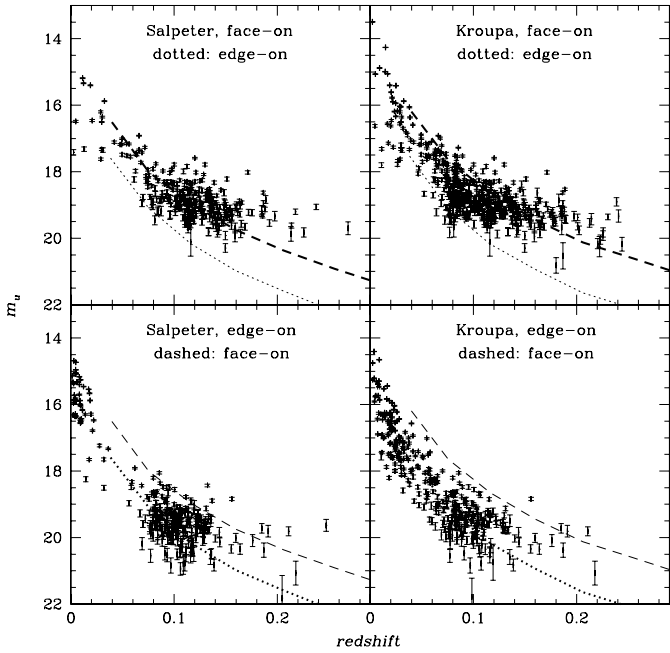 Salpeter, face-on
dotted: edge-on
Kroupa, face-on
dotted: edge-on
14
16
18
20
22
m_u
Salpeter, edge-on
dashed: face-on
Kroupa, edge-on
dashed: face-on
14
16
18
20
22
0
0.1
0.2
0
0.1
0.2
redshift